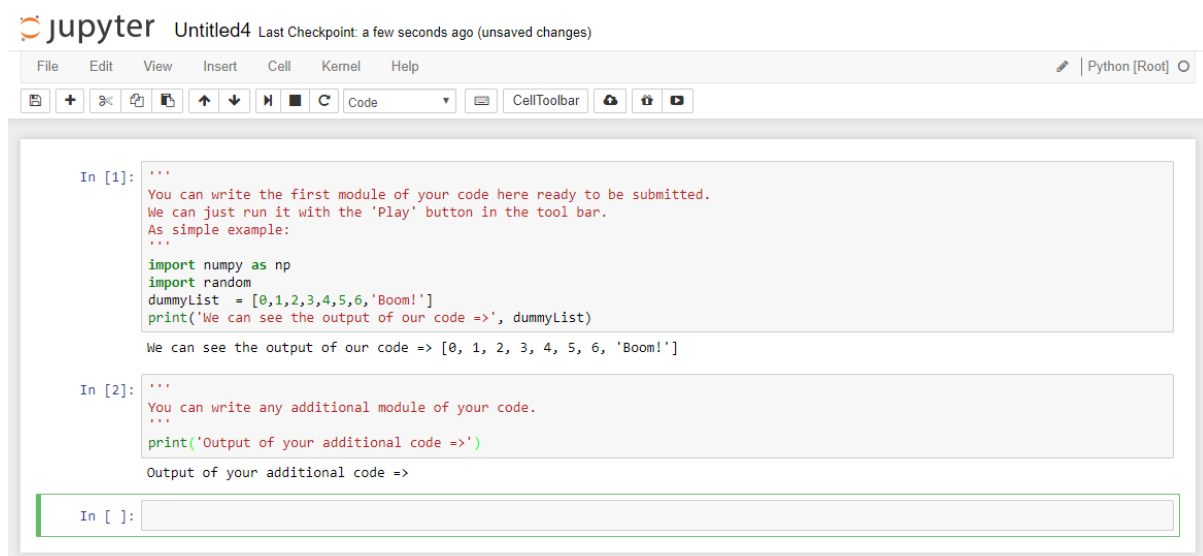 jupyter Untitled4 Last Checkpoint: a few seconds ago (unsaved changes)
File Edit View Insert Cell Kernel Help Python [Root]
Code CellToolbar
In [1]: '''
You can write the first module of your code here ready to be submitted.
We can just run it with the 'Play' button in the tool bar.
As simple example:
'''
import numpy as np
import random
dummyList  = [0,1,2,3,4,5,6,'Boom!']
print('We can see the output of our code =>', dummyList)
We can see the output of our code => [0, 1, 2, 3, 4, 5, 6, 'Boom!']
In [2]: '''
You can write any additional module of your code.
'''
print('Output of your additional code =>')
Output of your additional code =>
In [ ]: